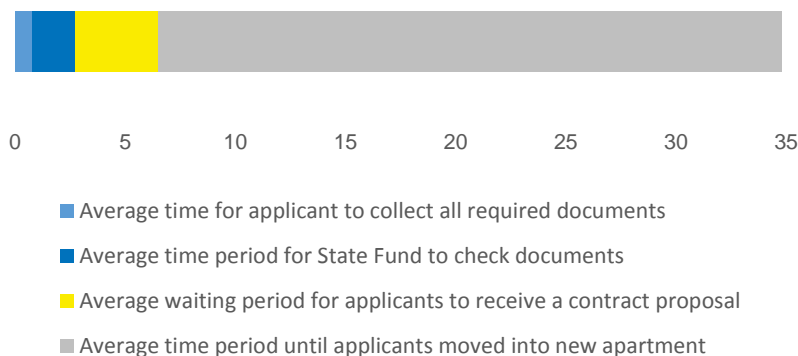 0 5 10 15 20 25 30 35
Average time for applicant to collect all required documents
Average time period for State Fund to check documents
Average waiting period for applicants to receive a contract proposal
Average time period until applicants moved into new apartment